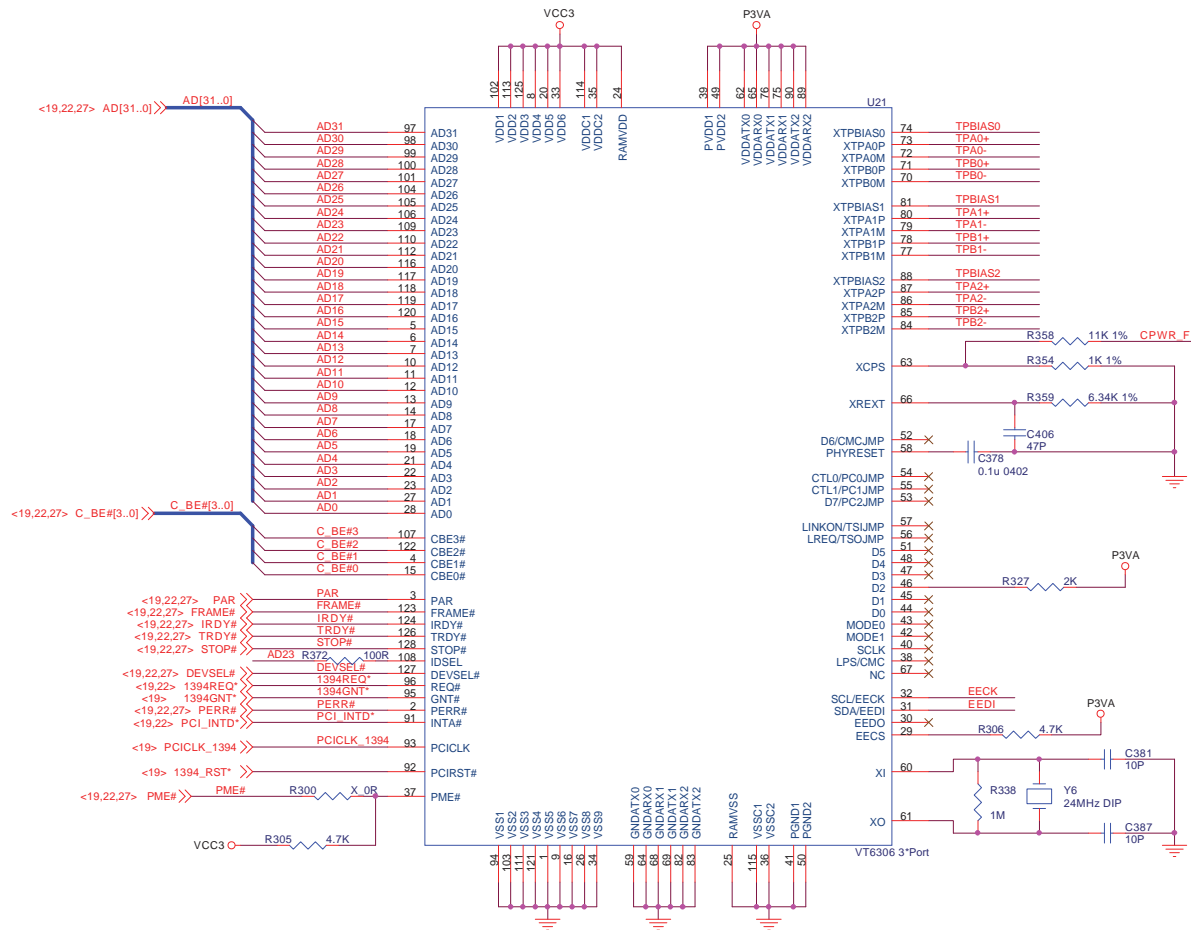 VCC3
P3VA
102
113
125
8
20
33
114
35
24
39
49
62
65
76
75
90
89
U21
VDD1
VDD2
VDD3
VDD4
VDD5
VDD6
VDDC1
VDDC2
RAMVDD
PVDD1
PVDD2
VDDATX0
VDDARX0
VDDATX1
VDDARX1
VDDATX2
VDDARX2
<19,22,27> AD[31..0] AD[31..0]
AD31 97 AD31
AD30 98 AD30
AD29 99 AD29
AD28 100 AD28
AD27 101 AD27
AD26 104 AD26
AD25 105 AD25
AD24 106 AD24
AD23 109 AD23
AD22 110 AD22
AD21 112 AD21
AD20 116 AD20
AD19 117 AD19
AD18 118 AD18
AD17 119 AD17
AD16 120 AD16
AD15 5 AD15
AD14 6 AD14
AD13 7 AD13
AD12 10 AD12
AD11 11 AD11
AD10 12 AD10
AD9 13 AD9
AD8 14 AD8
AD7 17 AD7
AD6 18 AD6
AD5 19 AD5
AD4 21 AD4
AD3 22 AD3
AD2 23 AD2
AD1 27 AD1
AD0 28 AD0
<19,22,27> C_BE#[3..0] C_BE#[3..0]
C_BE#3 107 CBE3#
C_BE#2 122 CBE2#
C_BE#1 4 CBE1#
C_BE#0 15 CBE0#
<19,22,27> PAR PAR 3 PAR
<19,22,27> FRAME# FRAME# 123 FRAME#
<19,22,27> IRDY# IRDY# 124 IRDY#
<19,22,27> TRDY# TRDY# 126 TRDY#
<19,22,27> STOP# STOP# 128 STOP#
AD23 R372 100R 108 IDSEL
<19,22,27> DEVSEL# DEVSEL# 127 DEVSEL#
<19,22> 1394REQ* 1394REQ* 96 REQ#
<19> 1394GNT* 1394GNT* 95 GNT#
<19,22,27> PERR# PERR# 2 PERR#
<19,22> PCI_INTD* PCI_INTD* 91 INTA#
<19> PCICLK_1394 PCICLK_1394 93 PCICLK
<19> 1394_RST* 92 PCIRST#
<19,22,27> PME# PME# R300 X_0R 37 PME#
VCC3 R305 4.7K
XTPBIAS0 74 TPBIAS0
XTPA0P 73 TPA0+
XTPA0M 72 TPA0-
XTPB0P 71 TPB0+
XTPB0M 70 TPB0-
XTPBIAS1 81 TPBIAS1
XTPA1P 80 TPA1+
XTPA1M 79 TPA1-
XTPB1P 78 TPB1+
XTPB1M 77 TPB1-
XTPBIAS2 88 TPBIAS2
XTPA2P 87 TPA2+
XTPA2M 86 TPA2-
XTPB2P 85 TPB2+
XTPB2M 84 TPB2-
R358 11K 1% CPWR_F
XCPS 63 R354 1K 1%
XREXT 66 R359 6.34K 1%
C406
47P
D6/CMCJMP 52
PHYRESET 58
C378
0.1u 0402
CTL0/PC0JMP 54
CTL1/PC1JMP 55
D7/PC2JMP 53
LINKON/TSIJMP 57
LREQ/TSOJMP 56
D5 51
D4 48
D3 47
D2 46 R327 2K P3VA
D1 45
D0 44
MODE0 43
MODE1 42
SCLK 40
LPS/CMC 38
NC 67
SCL/EECK 32 EECK
SDA/EEDI 31 EEDI
EEDO 30
EECS 29 R306 4.7K P3VA
XI 60
C381
10P
R338
1M
Y6
24MHz DIP
XO 61
C387
10P
VT6306 3*Port
VSS1
VSS2
VSS3
VSS4
VSS5
VSS6
VSS7
VSS8
VSS9
GNDATX0
GNDARX0
GNDARX1
GNDATX1
GNDARX2
GNDATX2
RAMVSS
VSSC1
VSSC2
PGND1
PGND2
94
103
111
121
1
9
16
26
34
59
64
68
69
82
83
25
115
36
41
50